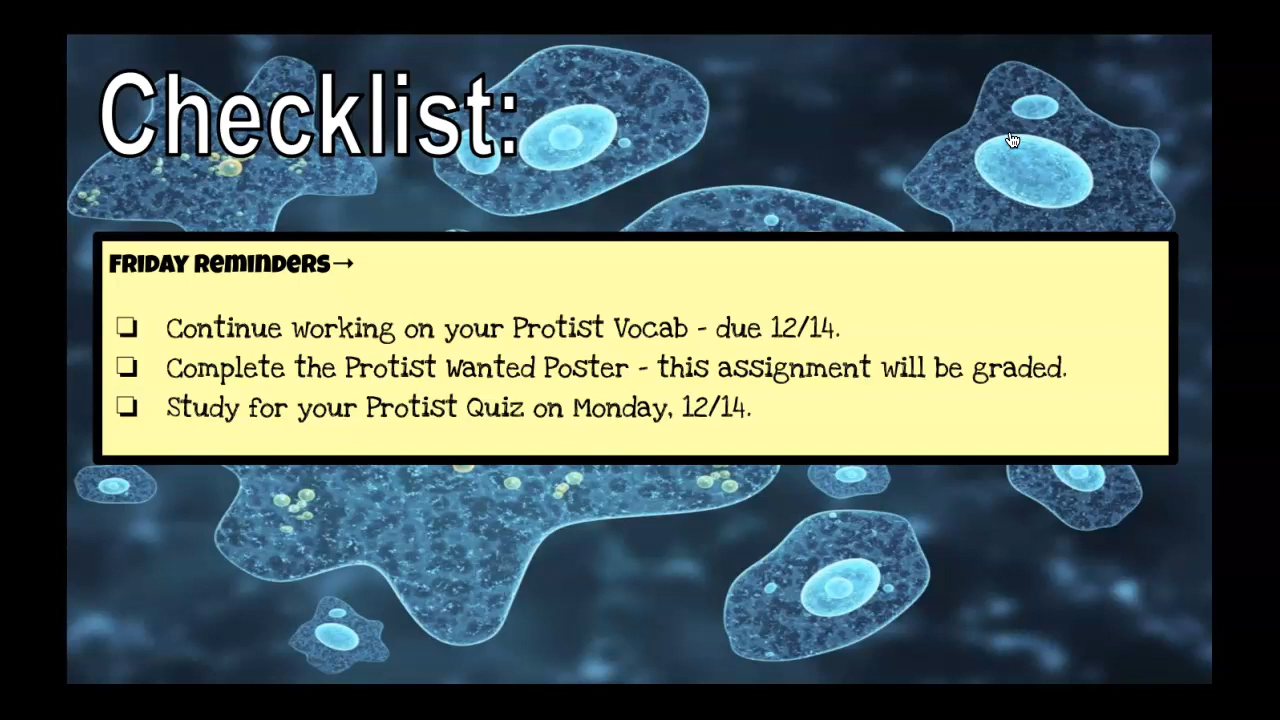 Checklist:
Friday Reminders→
❏ Continue working on your Protist Vocab - due 12/14.
❏ Complete the Protist Wanted Poster - this assignment will be graded.
❏ Study for your Protist Quiz on Monday, 12/14.